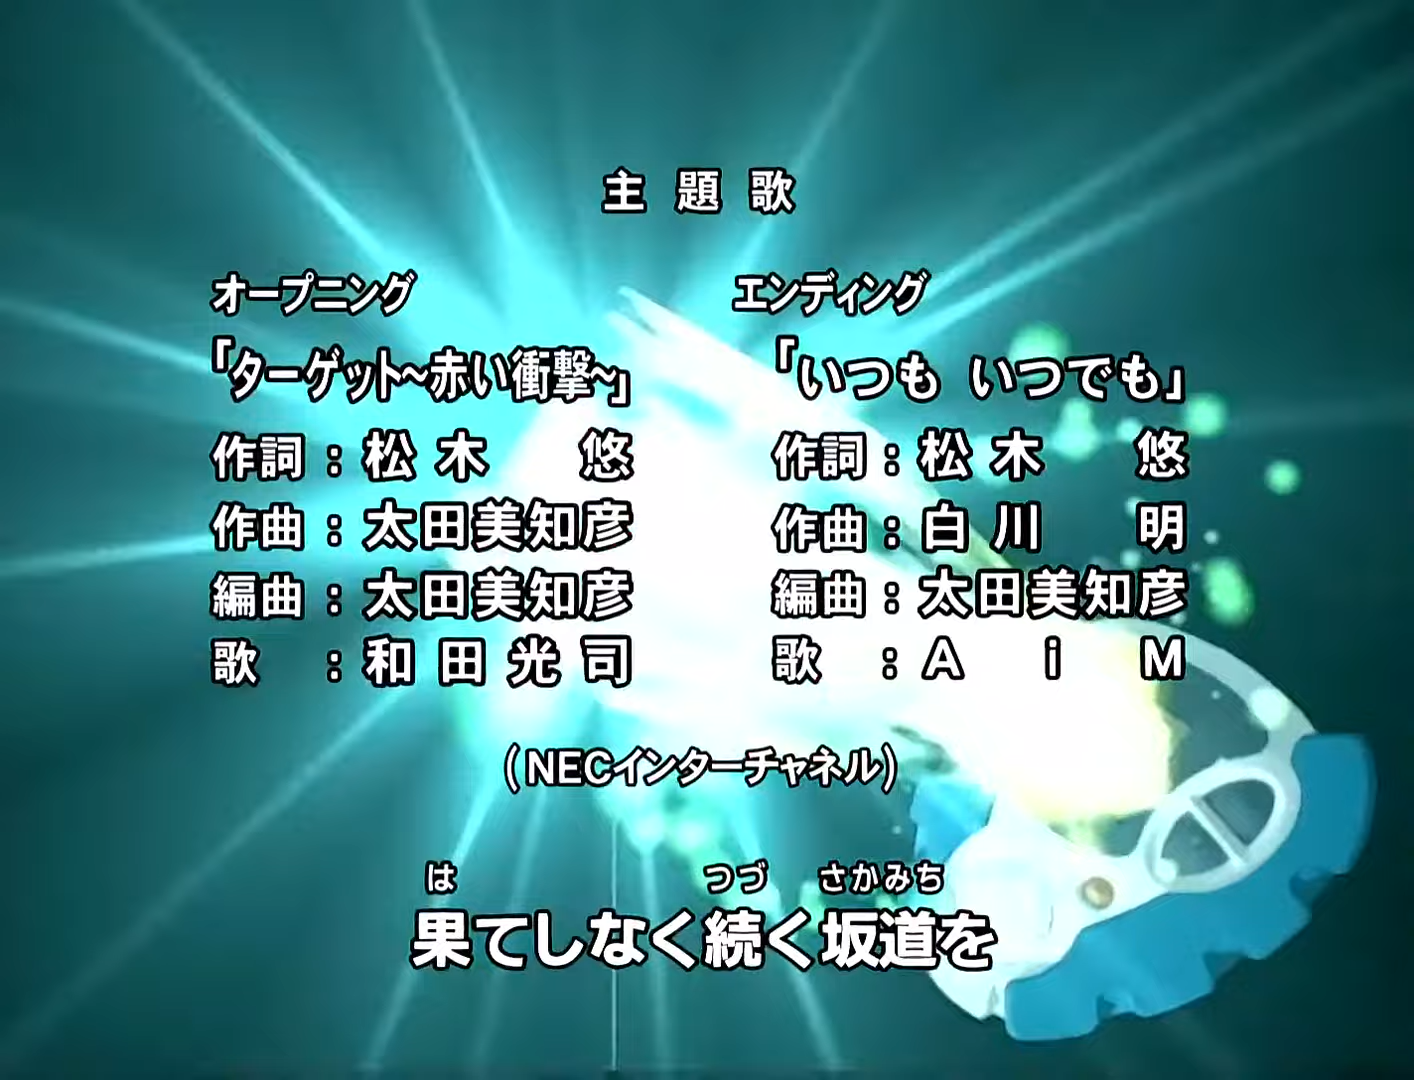 主題歌
オープニング
「ターゲット~赤い衝撃~」
作詞：松木　悠
作曲：太田美知彦
編曲：太田美知彦
歌　：和田光司
エンディング
「いつも いつでも」
作詞：松木　悠
作曲：白川　明
編曲：太田美知彦
歌　：AiM
(NECインターチャネル)
は　つづ　さかみち
果てしなく続く坂道を